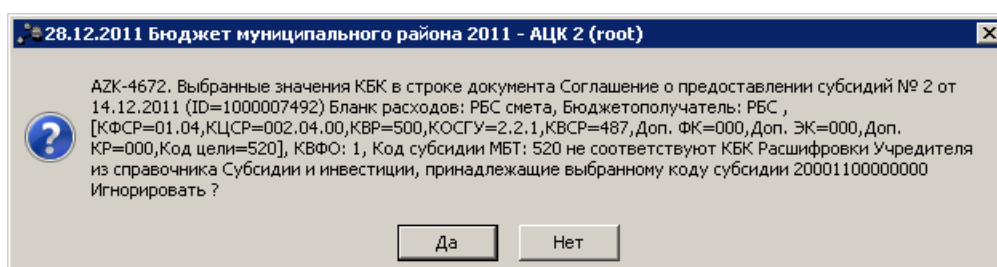 28.12.2011 Бюджет муниципального района 2011 - АЦК 2 (root)
AZK-4672. Выбранные значения КБК в строке документа Соглашение о предоставлении субсидий № 2 от
14.12.2011 (ID=1000007492) Бланк расходов: РБС смета, Бюджетополучатель: РБС ,
[КФСР=01.04,КЦСР=002.04.00,КВР=500,КОСГУ=2.2.1,КВСР=487,Доп. ФК=000,Доп. ЭК=000,Доп.
КР=000,Код цели=520], КВФО: 1, Код субсидии МБТ: 520 не соответствуют КБК Расшифровки Учредителя
из справочника Субсидии и инвестиции, принадлежащие выбранному коду субсидии 20001100000000
Игнорировать ?
Да Нет